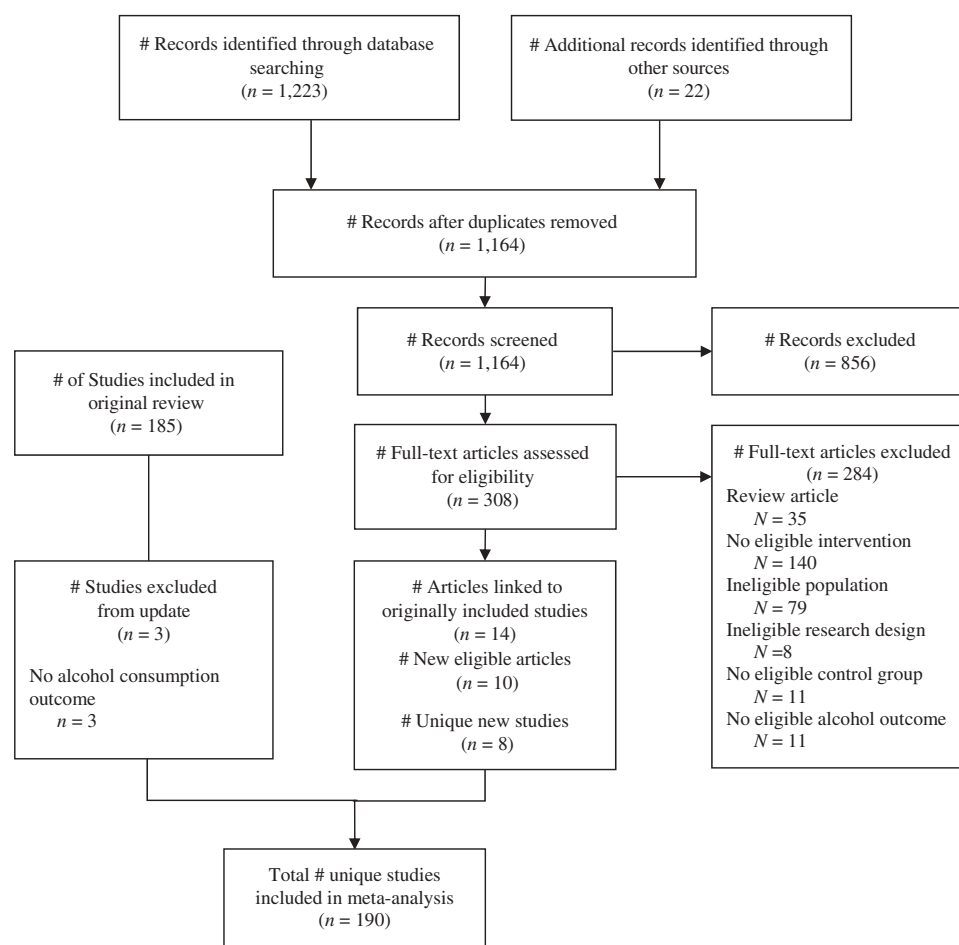 # Records identified through database
searching
(n = 1,223)
# Additional records identified through
other sources
(n = 22)
# Records after duplicates removed
(n = 1,164)
# Records screened
(n = 1,164)
# Records excluded
(n = 856)
# of Studies included in
original review
(n = 185)
# Full-text articles assessed
for eligibility
(n = 308)
# Full-text articles excluded
(n = 284)
Review article
N = 35
No eligible intervention
N = 140
Ineligible population
N = 79
Ineligible research design
N =8
No eligible control group
N = 11
No eligible alcohol outcome
N = 11
# Studies excluded
from update
(n = 3)
No alcohol consumption
outcome
n = 3
# Articles linked to
originally included studies
(n = 14)
# New eligible articles
(n = 10)
# Unique new studies
(n = 8)
Total # unique studies
included in meta-analysis
(n = 190)